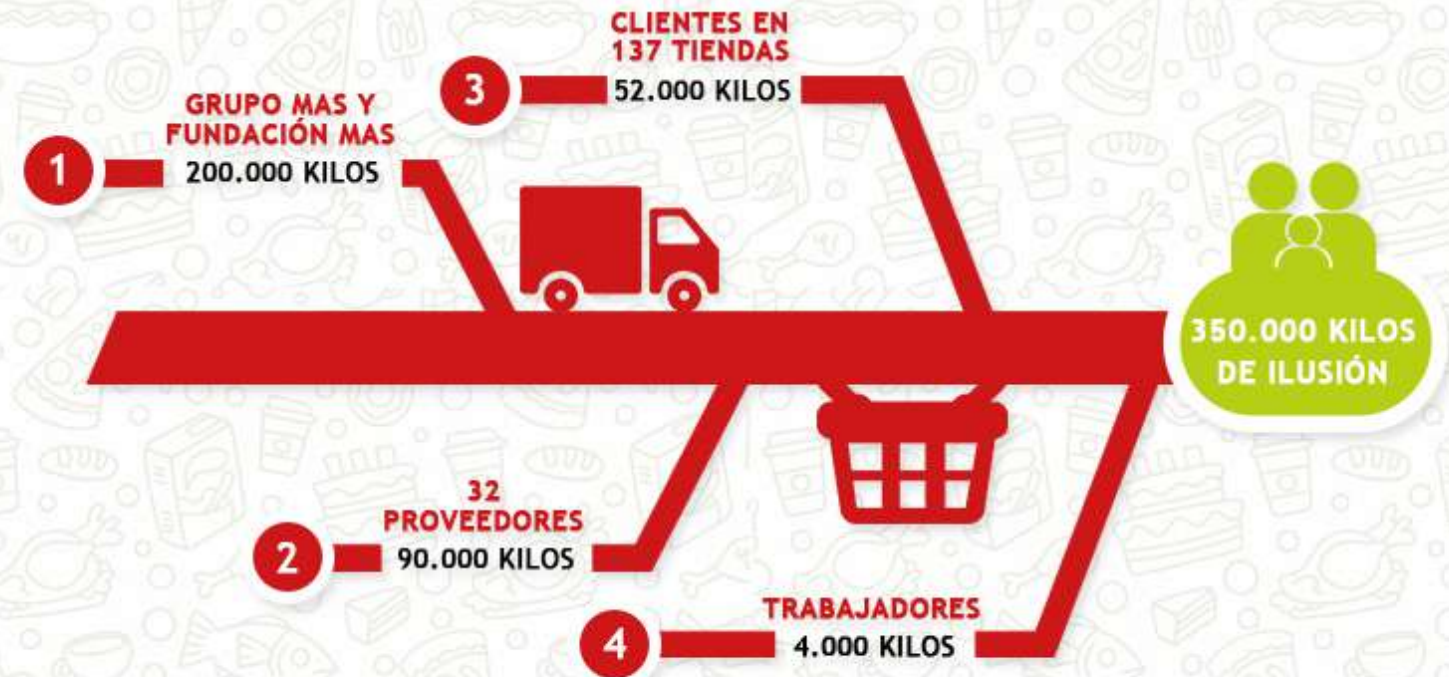 1
GRUPO MAS Y
FUNDACIÓN MAS
200.000 KILOS
3
CLIENTES EN
137 TIENDAS
52.000 KILOS
350.000 KILOS
DE ILUSIÓN
2
32
PROVEEDORES
90.000 KILOS
4
TRABAJADORES
4.000 KILOS